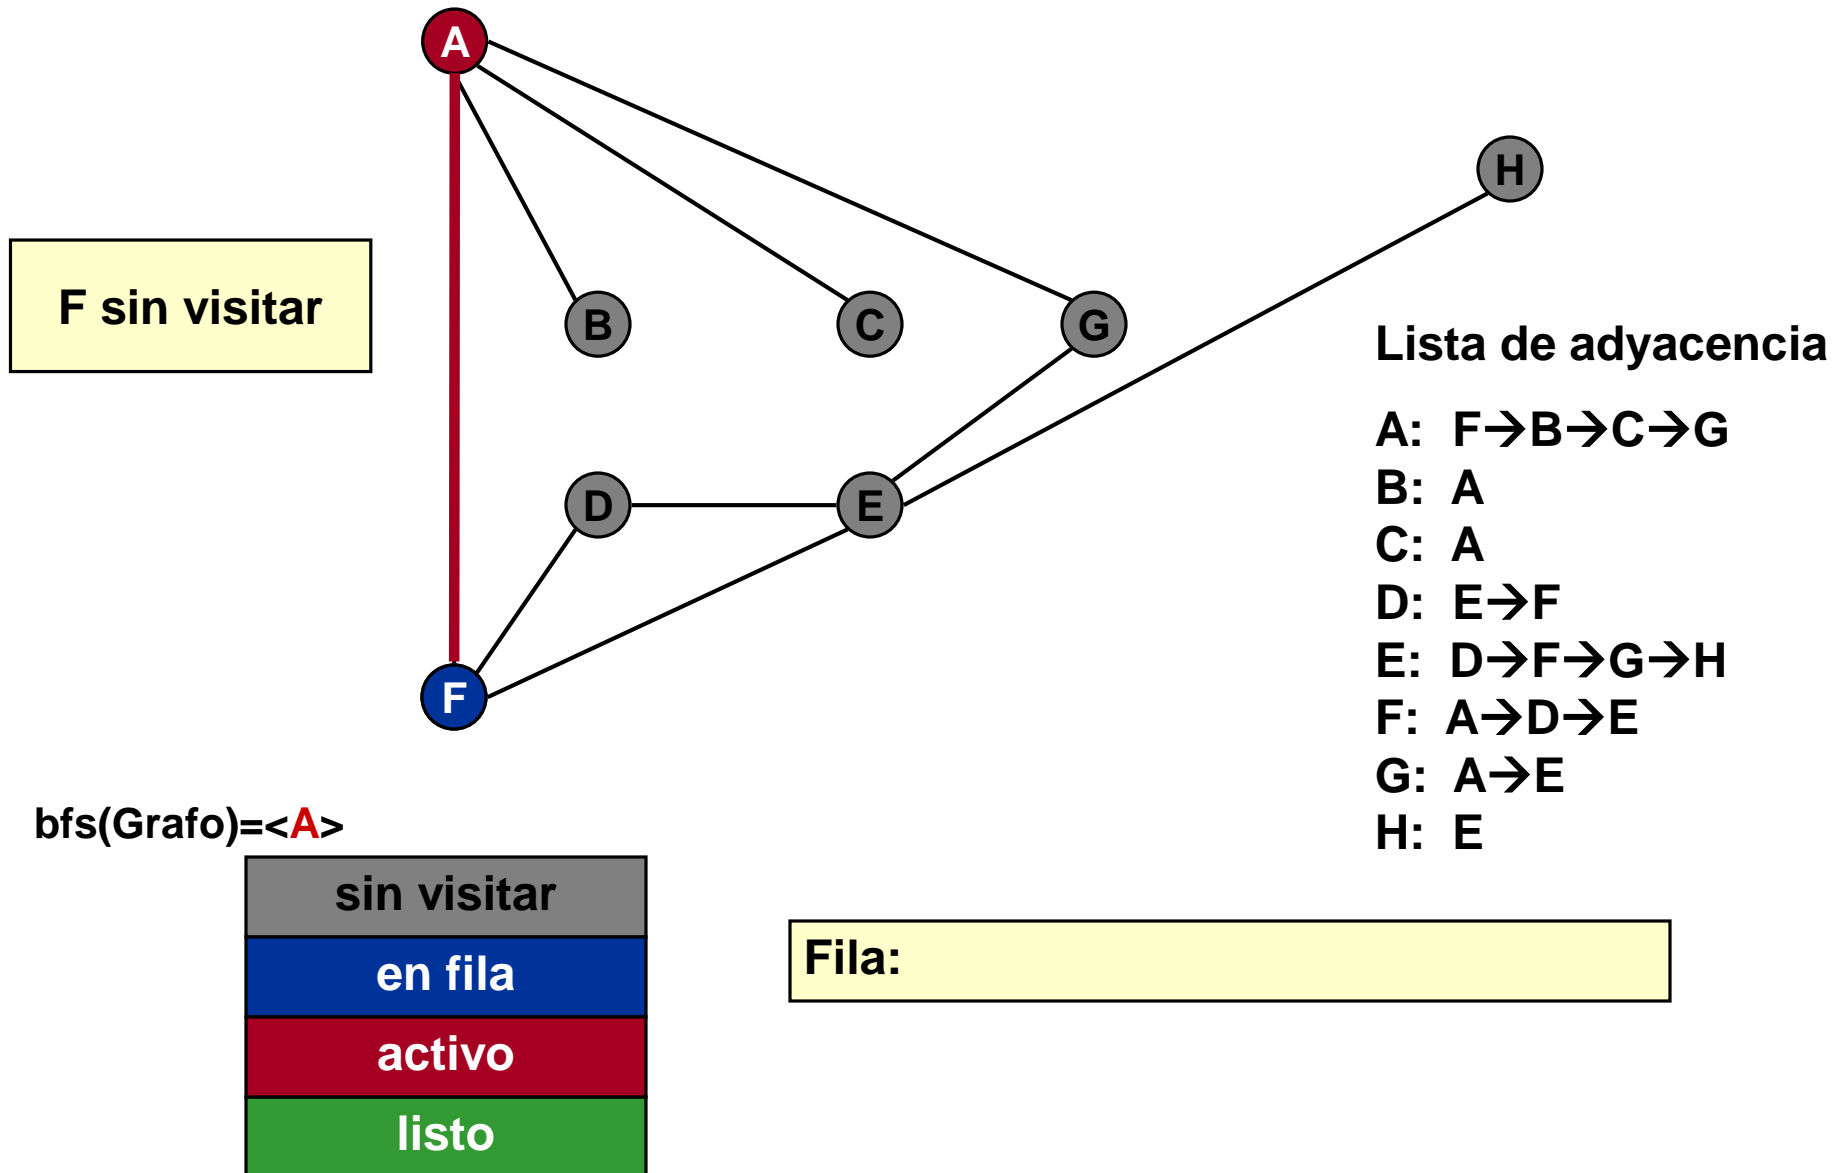 A
H
F sin visitar
B
C
G
Lista de adyacencia
A: F→B→C→G
B: A
C: A
D
E
D: E→F
E: D→F→G→H
F
F: A→D→E
G: A→E
H: E
bfs(Grafo)=<A>
sin visitar
en fila
activo
listo
Fila: